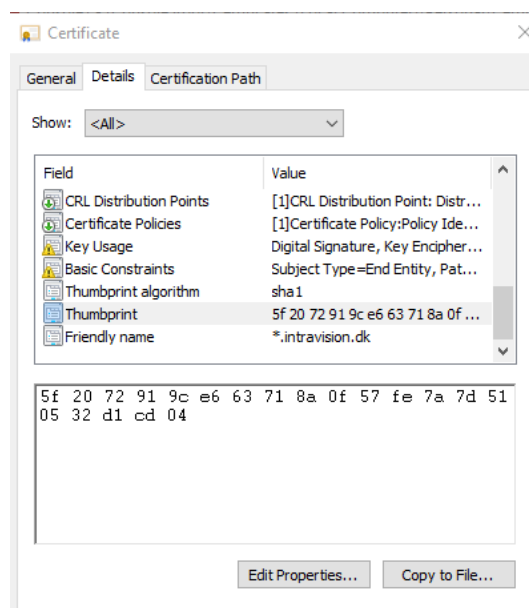 Certificate
General Details Certification Path
Show: <All>
Field Value
CRL Distribution Points [1]CRL Distribution Point: Distr...
Certificate Policies [1]Certificate Policy:Policy Ide...
Key Usage Digital Signature, Key Encipher...
Basic Constraints Subject Type=End Entity, Pat...
Thumbprint algorithm sha1
Thumbprint 5f 20 72 91 9c e6 63 71 8a 0f ...
Friendly name *.intravision.dk
5f 20 72 91 9c e6 63 71 8a 0f 57 fe 7a 7d 51
05 32 d1 cd 04
Edit Properties... Copy to File...